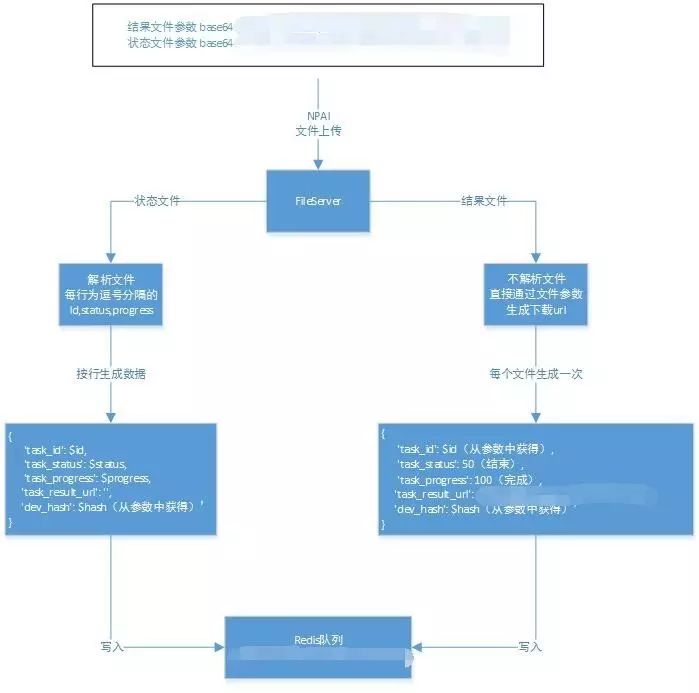 结果文件参数 base64
状态文件参数 base64
NPAI
文件上传
FileServer
状态文件
结果文件
解析文件
每行为逗号分隔的
Id,status,progress
不解析文件
直接通过文件参数
生成下载url
按行生成数据
每个文件生成一次
{
'task_id': $id,
'task_status': $status,
'task_progress': $progress,
'task_result_url': '',
'dev_hash': $hash（从参数中获得）'
}
{
'task_id': $id（从参数中获得）,
'task_status': 50（结束）,
'task_progress': 100（完成）,
'task_result_url':
'dev_hash': $hash（从参数中获得）'
}
写入
Redis队列
写入